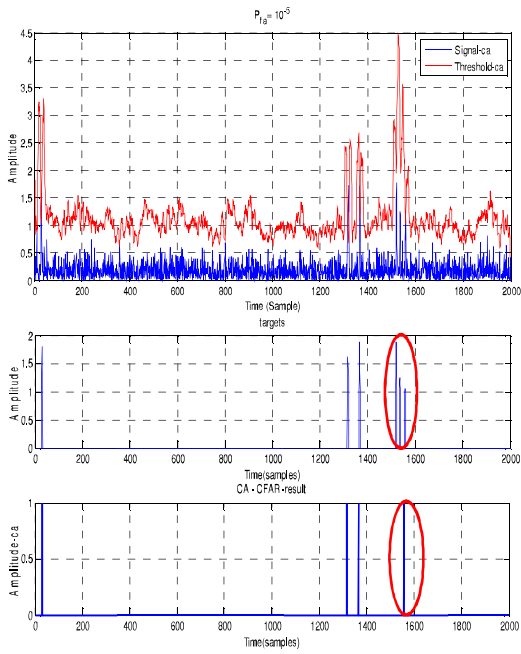 P_fa = 10^-5
4.5
4
3.5
3
2.5
2
1.5
1
0.5
0
Amplitude
Signal-ca
Threshold-ca
0 200 400 600 800 1000 1200 1400 1600 1800 2000
Time (Sample)
targets
2
1.5
1
0.5
0
Amplitude
0 200 400 600 800 1000 1200 1400 1600 1800 2000
Time(samples)
CA - CFAR -result
1
0.5
0
Amplitude-ca
0 200 400 600 800 1000 1200 1400 1600 1800 2000
Time(samples)